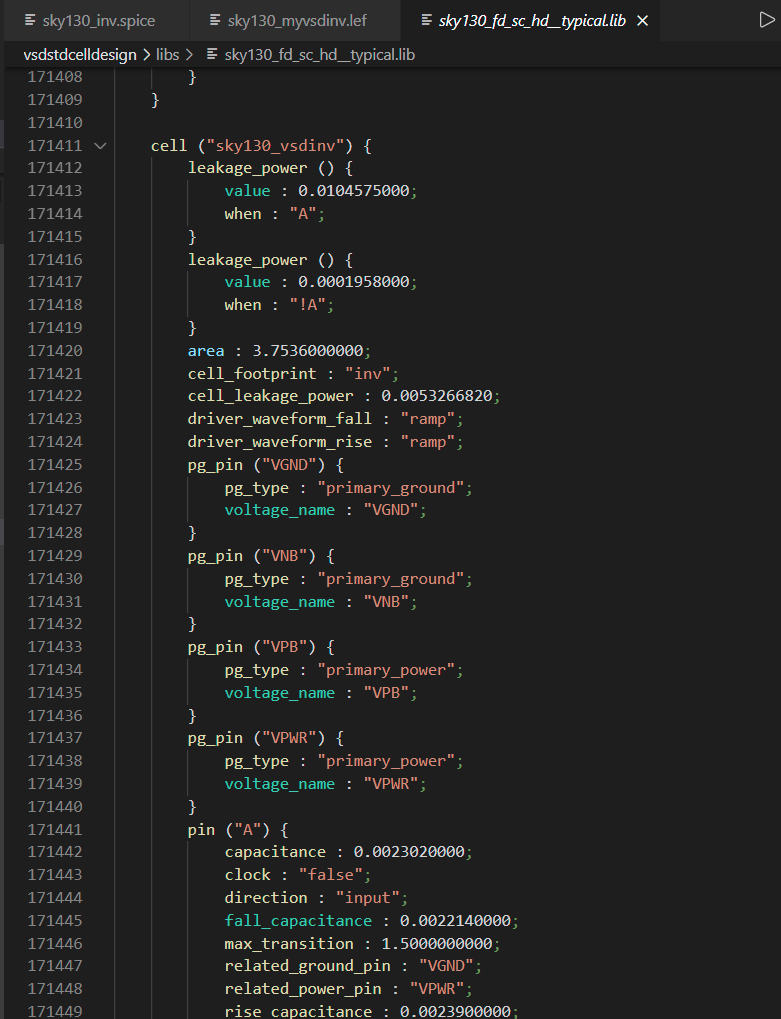 sky130_inv.spice sky130_myvsdinv.lef sky130_fd_sc_hd__typical.lib
vsdstdcelldesign > libs > sky130_fd_sc_hd__typical.lib
171408 }
171409 }
171410
171411 cell ("sky130_vsdinv") {
171412 leakage_power () {
171413 value : 0.0104575000;
171414 when : "A";
171415 }
171416 leakage_power () {
171417 value : 0.0001958000;
171418 when : "!A";
171419 }
171420 area : 3.7536000000;
171421 cell_footprint : "inv";
171422 cell_leakage_power : 0.0053266820;
171423 driver_waveform_fall : "ramp";
171424 driver_waveform_rise : "ramp";
171425 pg_pin ("VGND") {
171426 pg_type : "primary_ground";
171427 voltage_name : "VGND";
171428 }
171429 pg_pin ("VNB") {
171430 pg_type : "primary_ground";
171431 voltage_name : "VNB";
171432 }
171433 pg_pin ("VPB") {
171434 pg_type : "primary_power";
171435 voltage_name : "VPB";
171436 }
171437 pg_pin ("VPWR") {
171438 pg_type : "primary_power";
171439 voltage_name : "VPWR";
171440 }
171441 pin ("A") {
171442 capacitance : 0.0023020000;
171443 clock : "false";
171444 direction : "input";
171445 fall_capacitance : 0.0022140000;
171446 max_transition : 1.5000000000;
171447 related_ground_pin : "VGND";
171448 related_power_pin : "VPWR";
171449 rise_capacitance : 0.0023900000;